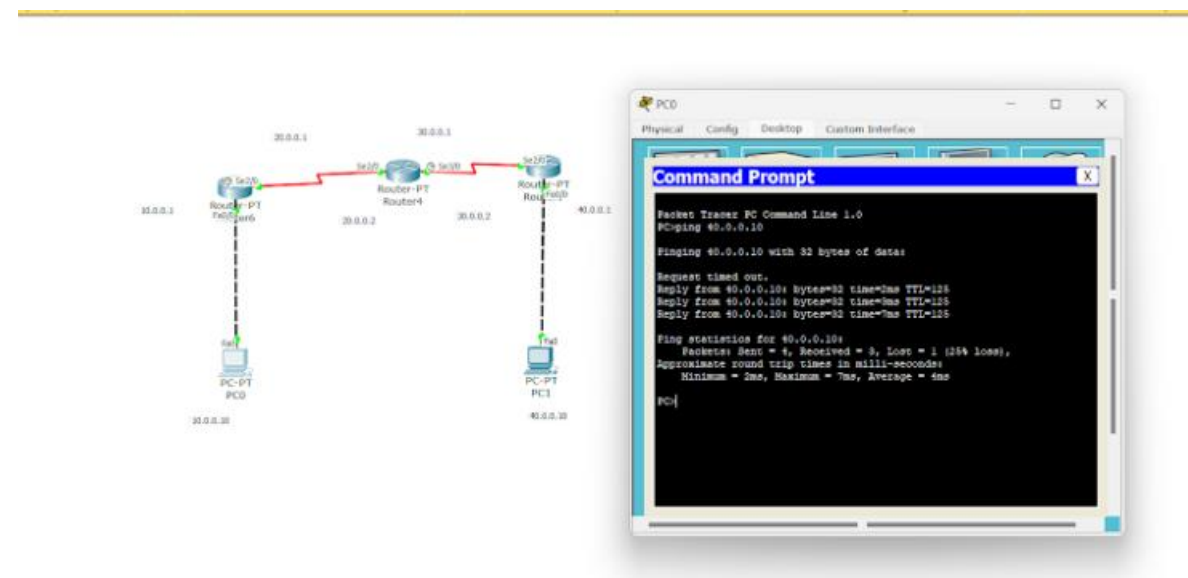 PC0
Physical Config Desktop Custom Interface
Command Prompt X
Packet Tracer PC Command Line 1.0
PC>ping 40.0.0.10
Pinging 40.0.0.10 with 32 bytes of data:
Request timed out.
Reply from 40.0.0.10: bytes=32 time=2ms TTL=125
Reply from 40.0.0.10: bytes=32 time=3ms TTL=125
Reply from 40.0.0.10: bytes=32 time=7ms TTL=125
Ping statistics for 40.0.0.10:
Packets: Sent = 4, Received = 3, Lost = 1 (25% loss),
Approximate round trip times in milli-seconds:
Minimum = 2ms, Maximum = 7ms, Average = 4ms
PC>
20.0.0.1
30.0.0.1
Se2/0
Se2/0
Se3/0
Se2/0
Router-PT
Router4
Router-PT
Fa0/0
Router-PT
10.0.0.1
20.0.0.2
30.0.0.2
40.0.0.1
Fa0
PC-PT
PC0
10.0.0.10
Fa0
PC-PT
PC1
40.0.0.10